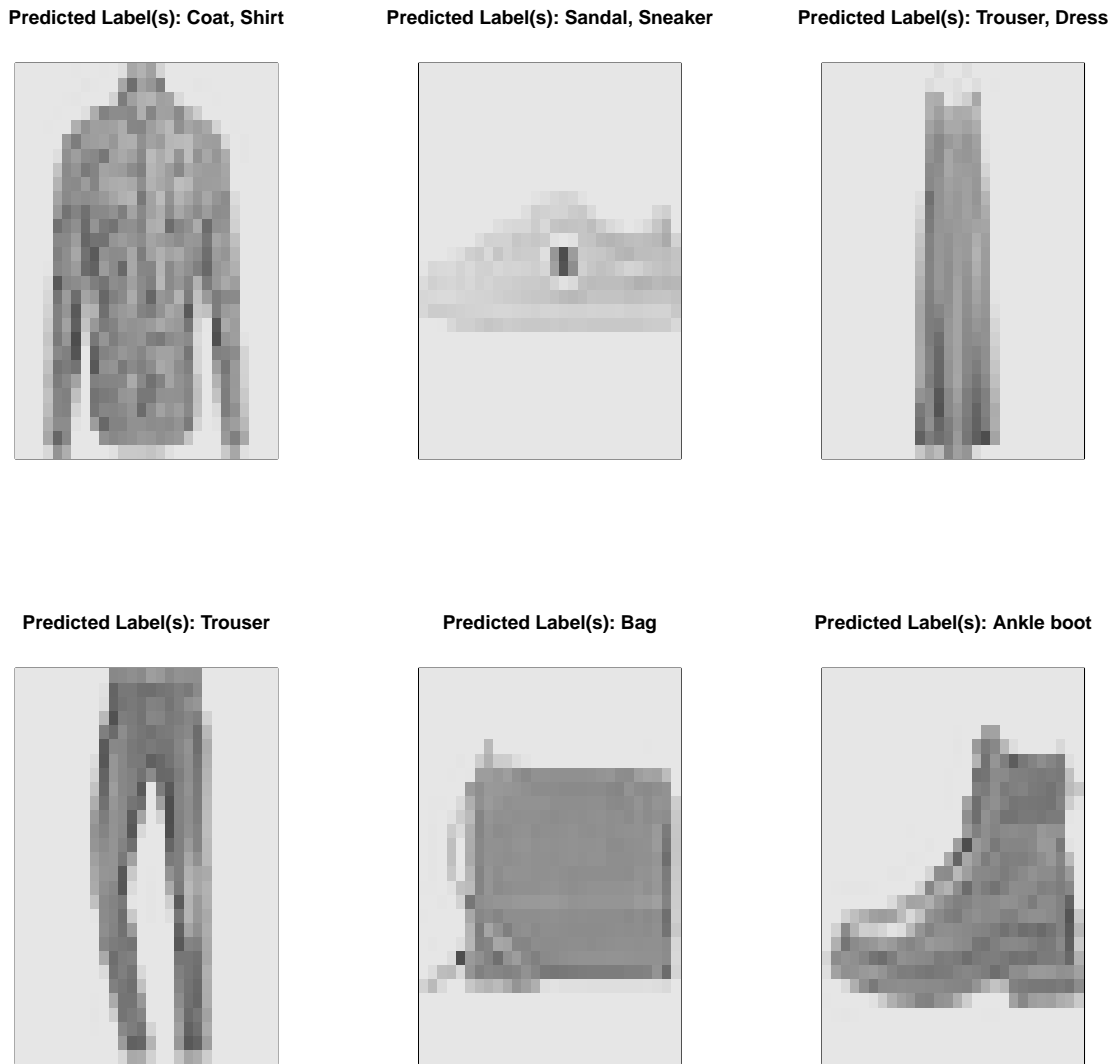 Predicted Label(s): Coat, Shirt
Predicted Label(s): Sandal, Sneaker
Predicted Label(s): Trouser, Dress
Predicted Label(s): Trouser
Predicted Label(s): Bag
Predicted Label(s): Ankle boot